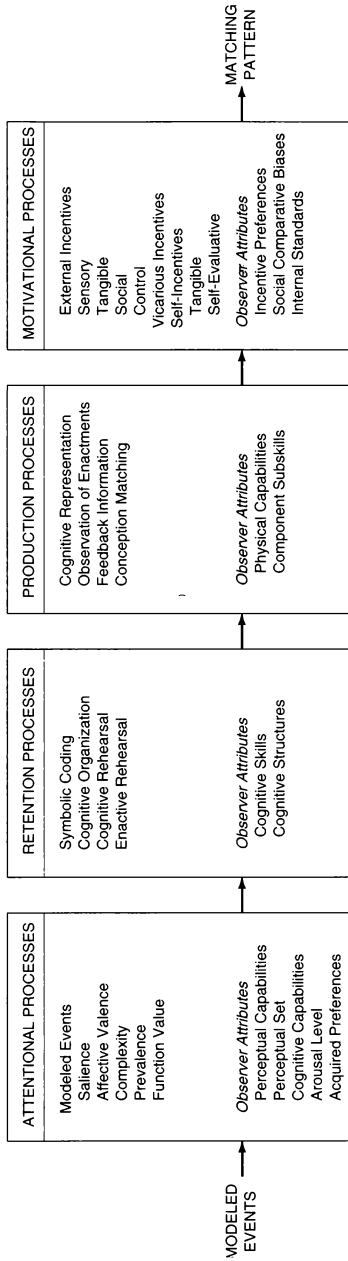 MODELED
EVENTS
ATTENTIONAL PROCESSES
Modeled Events
Salience
Affective Valence
Complexity
Prevalence
Function Value
Observer Attributes
Perceptual Capabilities
Perceptual Set
Cognitive Capabilities
Arousal Level
Acquired Preferences
RETENTION PROCESSES
Symbolic Coding
Cognitive Organization
Cognitive Rehearsal
Enactive Rehearsal
Observer Attributes
Cognitive Skills
Cognitive Structures
PRODUCTION PROCESSES
Cognitive Representation
Observation of Enactments
Feedback Information
Conception Matching
Observer Attributes
Physical Capabilities
Component Subskills
MOTIVATIONAL PROCESSES
External Incentives
Sensory
Tangible
Social
Control
Vicarious Incentives
Self-Incentives
Tangible
Self-Evaluative
Observer Attributes
Incentive Preferences
Social Comparative Biases
Internal Standards
MATCHING
PATTERN